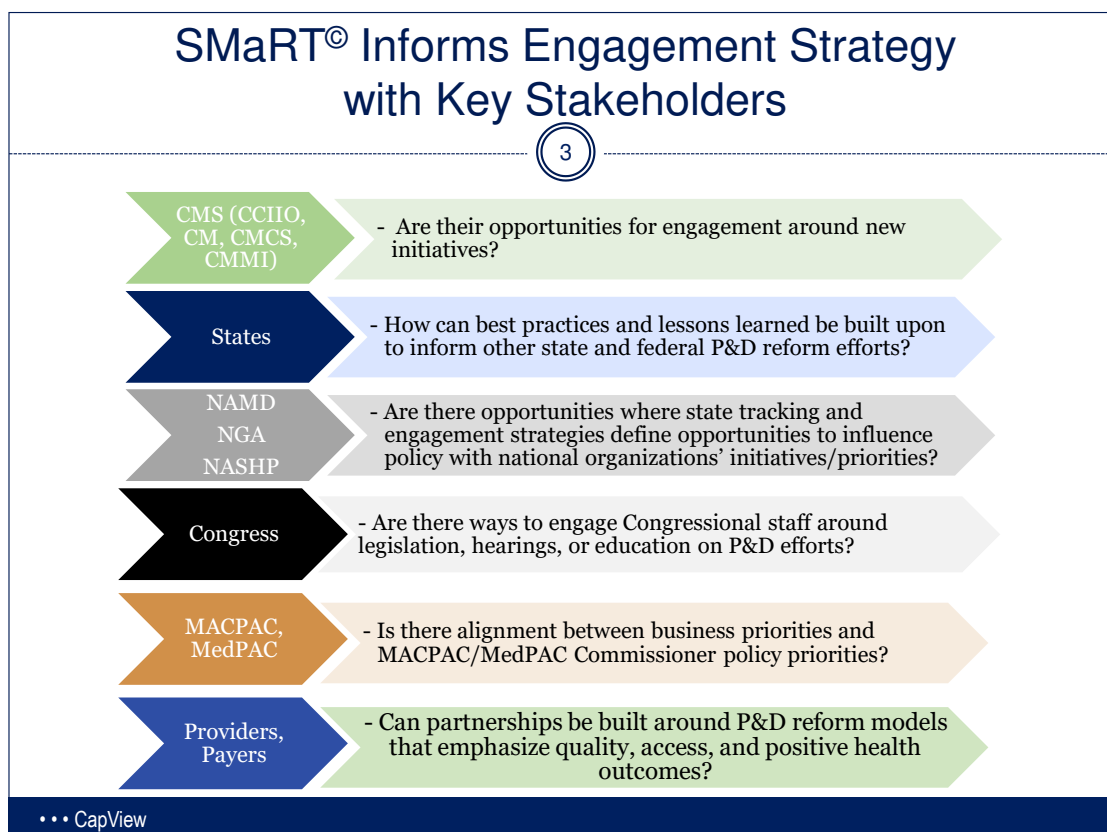 SMaRT© Informs Engagement Strategy
with Key Stakeholders
3
CMS (CCIIO,
CM, CMCS,
CMMI)
- Are their opportunities for engagement around new
initiatives?
States
- How can best practices and lessons learned be built upon
to inform other state and federal P&D reform efforts?
NAMD
NGA
NASHP
- Are there opportunities where state tracking and
engagement strategies define opportunities to influence
policy with national organizations’ initiatives/priorities?
Congress
- Are there ways to engage Congressional staff around
legislation, hearings, or education on P&D efforts?
MACPAC,
MedPAC
- Is there alignment between business priorities and
MACPAC/MedPAC Commissioner policy priorities?
Providers,
Payers
- Can partnerships be built around P&D reform models
that emphasize quality, access, and positive health
outcomes?
• • • CapView